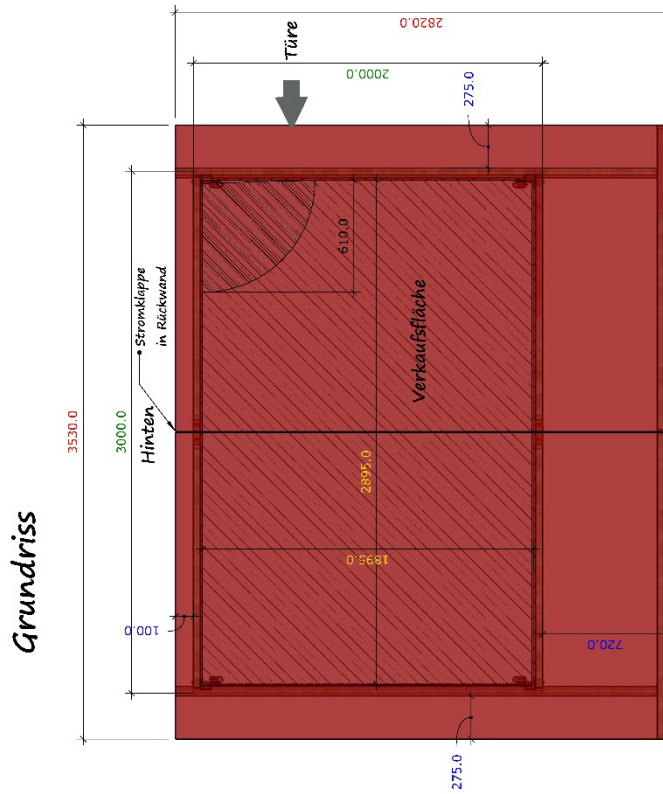 Grundriss
3530.0
3000.0
Hinten
Stromklappe
in Rückwand
100.0
275.0
275.0
Türe
2000.0
2820.0
610.0
Verkaufsfläche
2895.0
1895.0
720.0